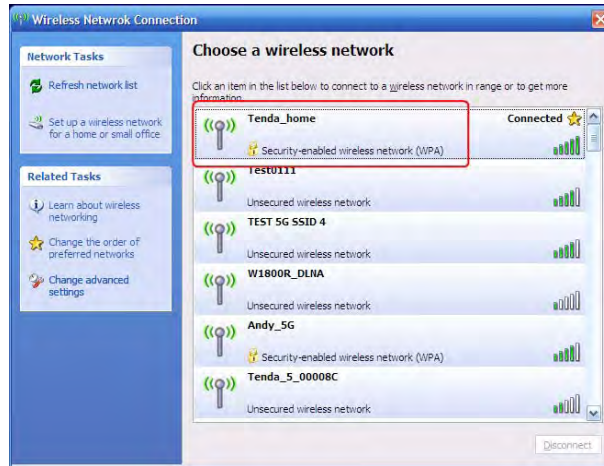 Wireless Netwrok Connection
Network Tasks
Refresh network list
Set up a wireless network
for a home or small office
Related Tasks
Learn about wireless
networking
Change the order of
preferred networks
Change advanced
settings
Choose a wireless network
Click an item in the list below to connect to a wireless network in range or to get more
information.
Tenda_home
Connected
Security-enabled wireless network (WPA)
Test0111
Unsecured wireless network
TEST 5G SSID 4
Unsecured wireless network
W1800R_DLNA
Unsecured wireless network
Andy_5G
Security-enabled wireless network (WPA)
Tenda_5_00008C
Unsecured wireless network
Disconnect